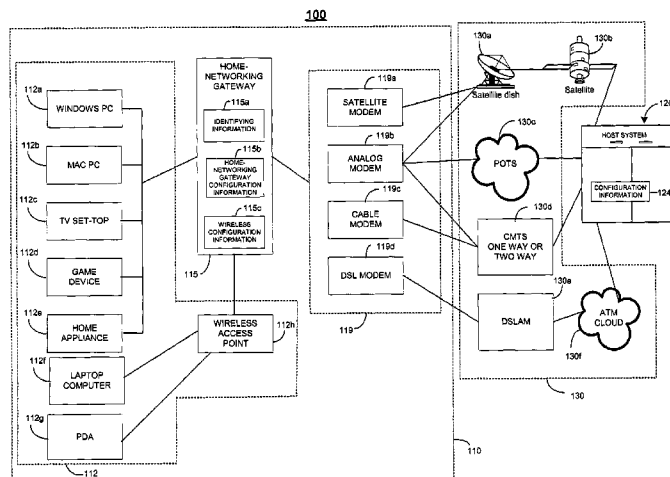 100
112a
WINDOWS PC
112b
MAC PC
112c
TV SET-TOP
112d
GAME DEVICE
112e
HOME APPLIANCE
112f
LAPTOP COMPUTER
112g
PDA
112
HOME-NETWORKING GATEWAY
115a
IDENTIFYING INFORMATION
115b
HOME-NETWORKING GATEWAY CONFIGURATION INFORMATION
115c
WIRELESS CONFIGURATION INFORMATION
115
WIRELESS ACCESS POINT
112h
119a
SATELLITE MODEM
119b
ANALOG MODEM
119c
CABLE MODEM
119d
DSL MODEM
119
110
130a
Satellite dish
130b
Satellite
130c
POTS
130d
CMTS ONE WAY OR TWO WAY
130e
DSLAM
ATM CLOUD
130f
130
120
HOST SYSTEM
CONFIGURATION INFORMATION
124